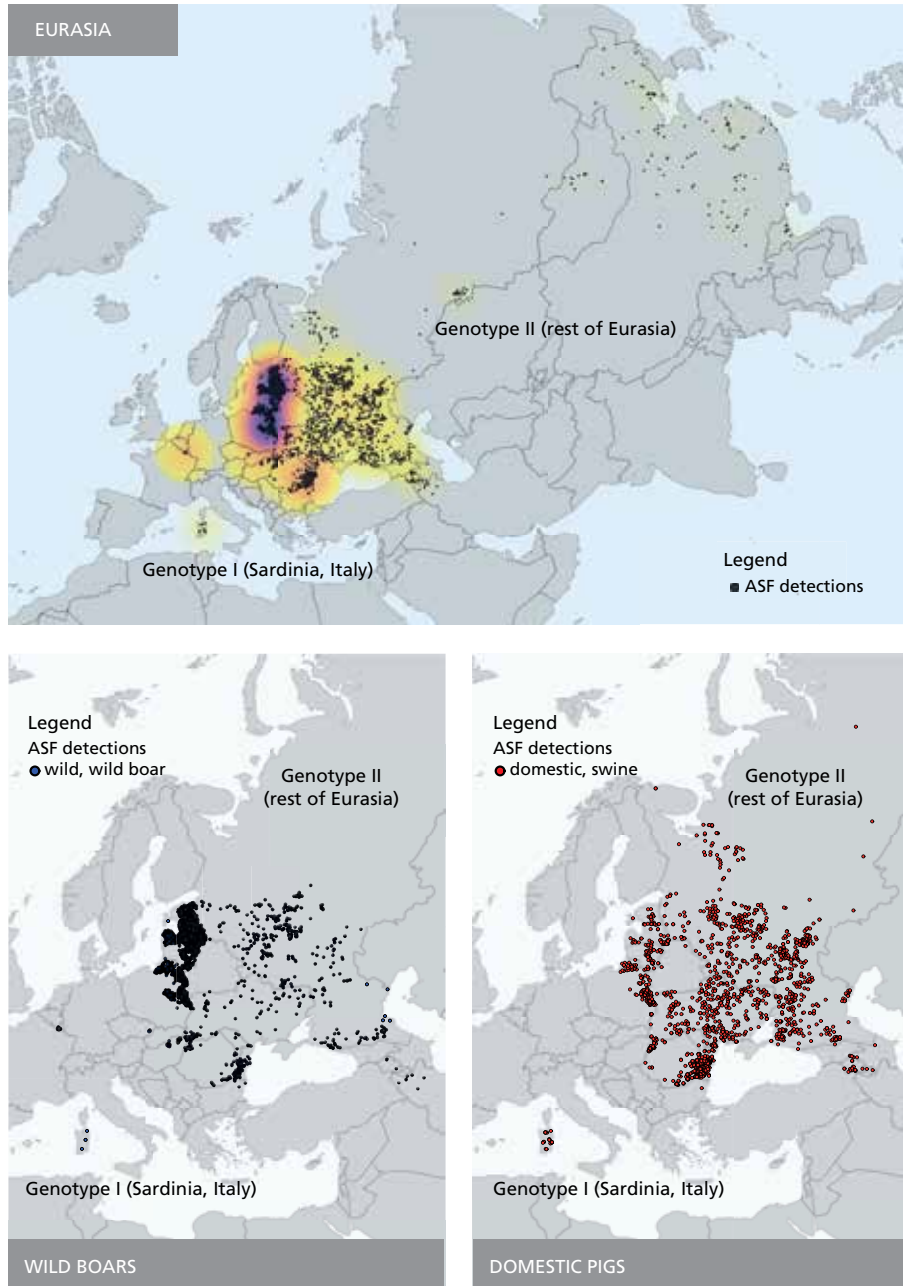 EURASIA
Genotype II (rest of Eurasia)
Genotype I (Sardinia, Italy)
Legend
ASF detections
Legend
ASF detections
wild, wild boar
Genotype II
(rest of Eurasia)
Genotype I (Sardinia, Italy)
WILD BOARS
Legend
ASF detections
domestic, swine
Genotype II
(rest of Eurasia)
Genotype I (Sardinia, Italy)
DOMESTIC PIGS